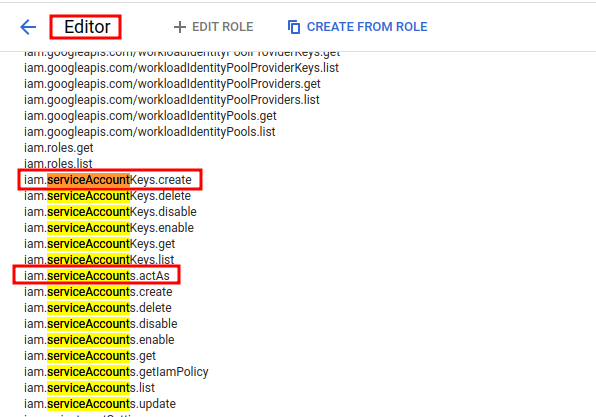 Editor
EDIT ROLE
CREATE FROM ROLE
iam.googleapis.com/workloadIdentityPoolProviderKeys.get
iam.googleapis.com/workloadIdentityPoolProviderKeys.list
iam.googleapis.com/workloadIdentityPoolProviders.get
iam.googleapis.com/workloadIdentityPoolProviders.list
iam.googleapis.com/workloadIdentityPools.get
iam.googleapis.com/workloadIdentityPools.list
iam.roles.get
iam.roles.list
iam.serviceAccountKeys.create
iam.serviceAccountKeys.delete
iam.serviceAccountKeys.disable
iam.serviceAccountKeys.enable
iam.serviceAccountKeys.get
iam.serviceAccountKeys.list
iam.serviceAccounts.actAs
iam.serviceAccounts.create
iam.serviceAccounts.delete
iam.serviceAccounts.disable
iam.serviceAccounts.enable
iam.serviceAccounts.get
iam.serviceAccounts.getIamPolicy
iam.serviceAccounts.list
iam.serviceAccounts.update